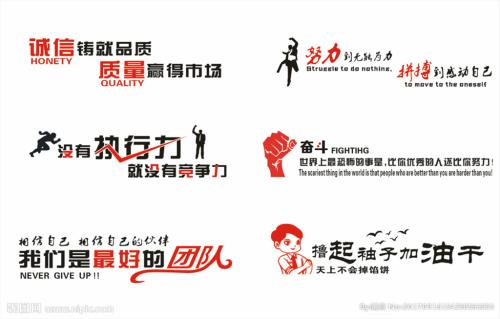 诚信铸就品质
HONETY
质量赢得市场
QUALITY
努力到无能为力
Struggle to do nothing,
拼搏到感动自己
to move to the oneself
没有执行力
就没有竞争力
奋斗 FIGHTIHG
世界上最恐怖的事是,比你优秀的人还比你努力!
The scariest thing in the world is that people who are better than you are harder than you!
相信自己 相信自己的伙伴
我们是最好的团队
NEVER GIVE UP!!
撸起袖子加油干
天上不会掉馅饼
昵图网 www.nipic.com